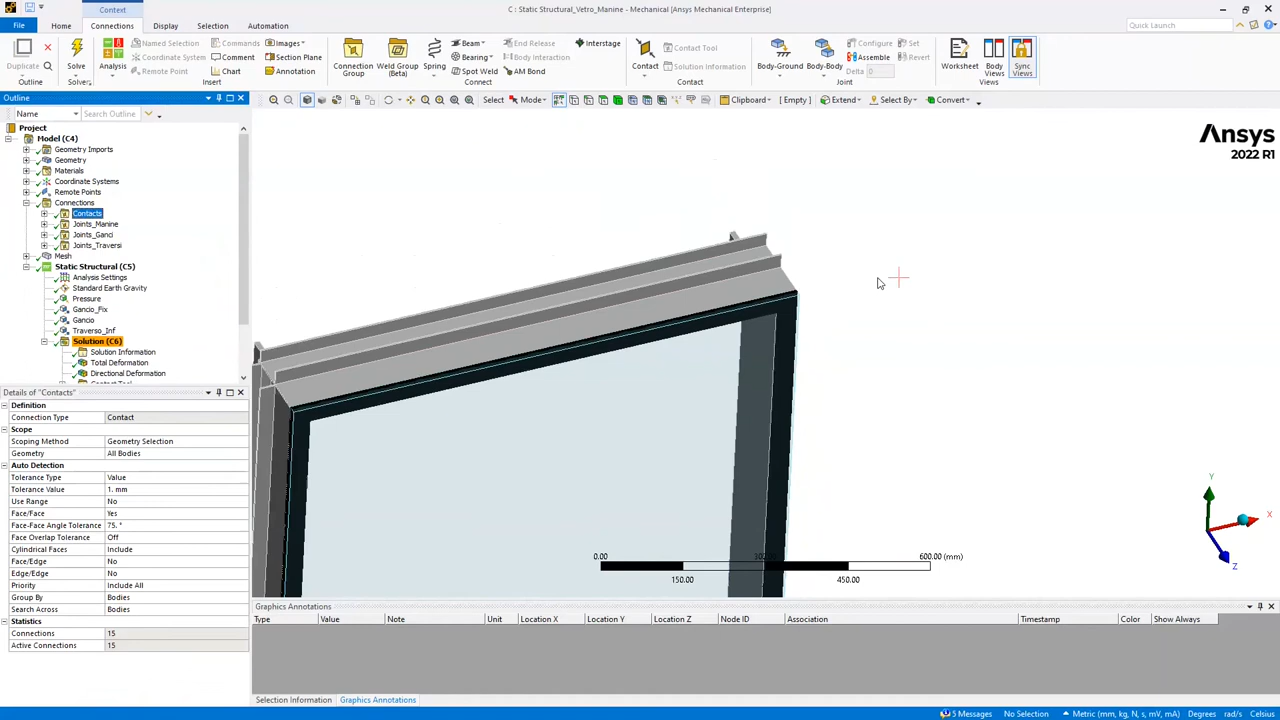 C : Static Structural_Vetro_Manine - Mechanical [Ansys Mechanical Enterprise]
Context
File Home Connections Display Selection Automation
Quick Launch
Duplicate
Outline
Solve
Solver
Analysis
Named Selection
Coordinate System
Remote Point
Commands
Comment
Chart
Images
Section Plane
Annotations
Insert
Connection Group
Weld Group (Beta)
Spring
Beam
Bearing
Spot Weld
End Release
Body Interaction
AM Bond
Connect
Interstage
Contact
Contact Tool
Solution Information
Contact
Body-Ground
Body-Body
Configure
Assemble
Delta 0
Set
Revert
Joint
Worksheet
Body Views
Sync Views
Views
Outline
Name
Search Outline
Select Mode
Clipboard
[ Empty ]
Extend
Select By
Convert
Project
Model (C4)
Geometry Imports
Geometry
Materials
Coordinate Systems
Remote Points
Connections
Contacts
Joints_Manine
Joints_Ganci
Joints_Traversi
Mesh
Static Structural (C5)
Analysis Settings
Standard Earth Gravity
Pressure
Gancio_Fix
Gancio
Traverso_Inf
Solution (C6)
Solution Information
Total Deformation
Directional Deformation
Contact Tool
Details of "Contacts"
Definition
Connection Type Contact
Scope
Scoping Method Geometry Selection
Geometry All Bodies
Auto Detection
Tolerance Type Value
Tolerance Value 1. mm
Use Range No
Face/Face Yes
Face-Face Angle Tolerance 75. °
Face Overlap Tolerance Off
Cylindrical Faces Include
Face/Edge No
Edge/Edge No
Priority Include All
Group By Bodies
Search Across Bodies
Statistics
Connections 15
Active Connections 15
Ansys
2022 R1
Y
X
Z
0.00 300.00 600.00 (mm)
150.00 450.00
Graphics Annotations
Type Value Note Unit Location X Location Y Location Z Node ID Association Timestamp Color Show Always
Selection Information Graphics Annotations
5 Messages No Selection Metric (mm, kg, N, s, mV, mA) Degrees rad/s Celsius